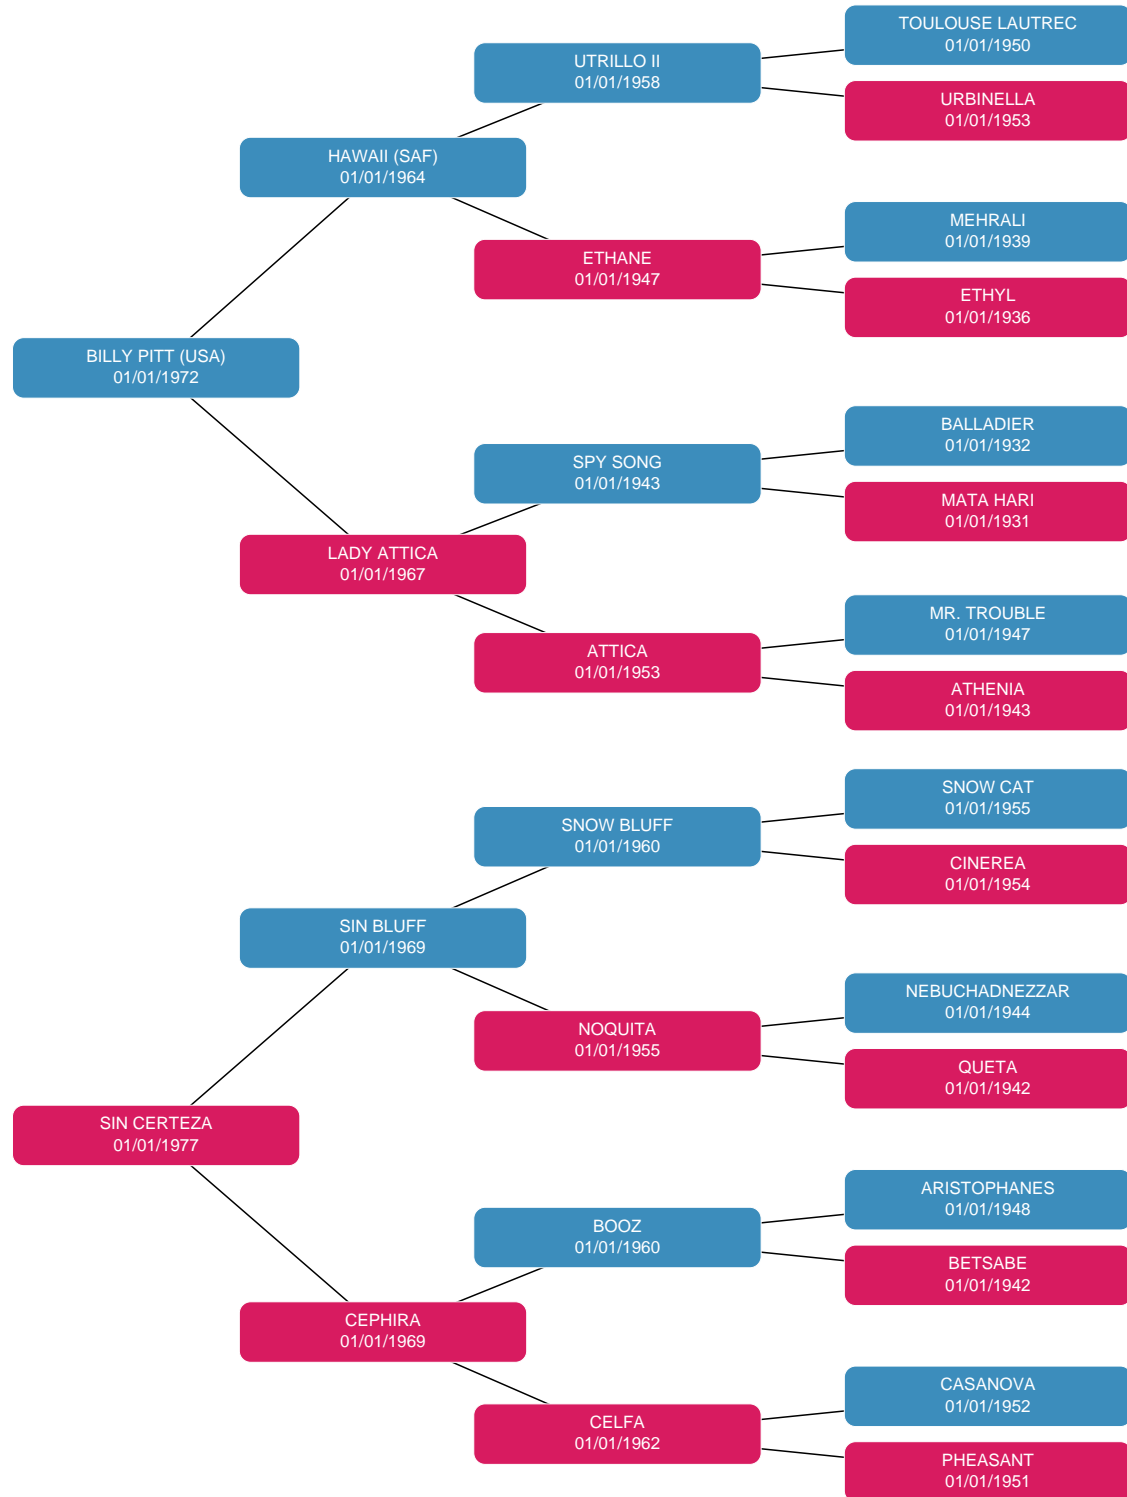 TOULOUSE LAUTREC
01/01/1950
UTRILLO II
01/01/1958
URBINELLA
01/01/1953
HAWAII (SAF)
01/01/1964
MEHRALI
01/01/1939
ETHANE
01/01/1947
ETHYL
01/01/1936
BILLY PITT (USA)
01/01/1972
BALLADIER
01/01/1932
SPY SONG
01/01/1943
MATA HARI
01/01/1931
LADY ATTICA
01/01/1967
MR. TROUBLE
01/01/1947
ATTICA
01/01/1953
ATHENIA
01/01/1943
SNOW CAT
01/01/1955
SNOW BLUFF
01/01/1960
CINEREA
01/01/1954
SIN BLUFF
01/01/1969
NEBUCHADNEZZAR
01/01/1944
NOQUITA
01/01/1955
QUETA
01/01/1942
SIN CERTEZA
01/01/1977
ARISTOPHANES
01/01/1948
BOOZ
01/01/1960
BETSABE
01/01/1942
CEPHIRA
01/01/1969
CASANOVA
01/01/1952
CELFA
01/01/1962
PHEASANT
01/01/1951